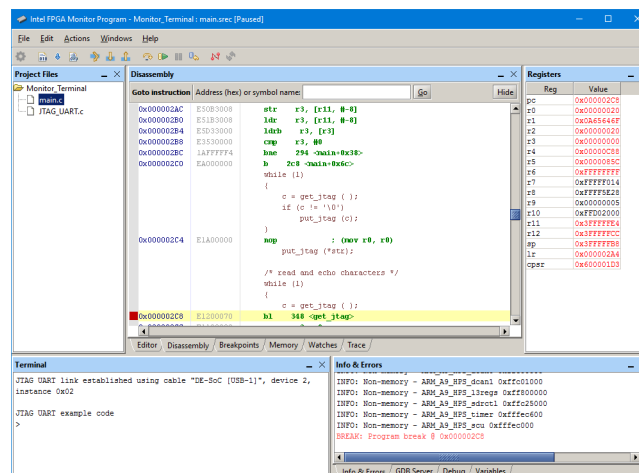 Intel FPGA Monitor Program - Monitor_Terminal : main.srec [Paused]
File Edit Actions Windows Help
Project Files
Monitor_Terminal
main.c
JTAG_UART.c
Disassembly
Goto instruction Address (hex) or symbol name: Go Hide
0x000002AC E50B3008 str r3, [r11, #-8]
0x000002B0 E51B3008 ldr r3, [r11, #-8]
0x000002B4 E5D33000 ldrb r3, [r3]
0x000002B8 E3530000 cmp r3, #0
0x000002BC 1AFFFFF4 bne 294 <main+0x38>
0x000002C0 EA000000 b 2c8 <main+0x6c>
while (1)
{
c = get_jtag ( );
if (c != '\0')
put_jtag (c);
}
0x000002C4 E1A00000 nop : (mov r0, r0)
put_jtag (*str);
/* read and echo characters */
while (1)
{
c = get_jtag ( );
0x000002C8 E1200870 bl 348 <get_jtag>
Editor Disassembly Breakpoints Memory Watches Trace
Registers
Reg Value
pc 0x000002C8
r0 0x00000020
r1 0x0A65646F
r2 0x00000020
r3 0x00000000
r4 0x00000C88
r5 0x0000085C
r6 0xFFFFFFFF
r7 0xFFFFF014
r8 0xFFFF5E28
r9 0x00000005
r10 0xFFD02000
r11 0x3FFFFFE4
r12 0x3FFFFFCC
sp 0x3FFFFFB8
lr 0x000002A4
cpsr 0x600001D3
Terminal
JTAG UART link established using cable "DE-SoC [USB-1]", device 2,
instance 0x02
JTAG UART example code
>
Info & Errors
INFO: Non-memory - ARM_A9_HPS_dcan1 0xffc01000
INFO: Non-memory - ARM_A9_HPS_l3regs 0xff800000
INFO: Non-memory - ARM_A9_HPS_sdrctl 0xffc25000
INFO: Non-memory - ARM_A9_HPS_timer 0xfffec600
INFO: Non-memory - ARM_A9_HPS_scu 0xfffec000
BREAK: Program break @ 0x000002C8
Info & Errors GDB Server Debug Variables